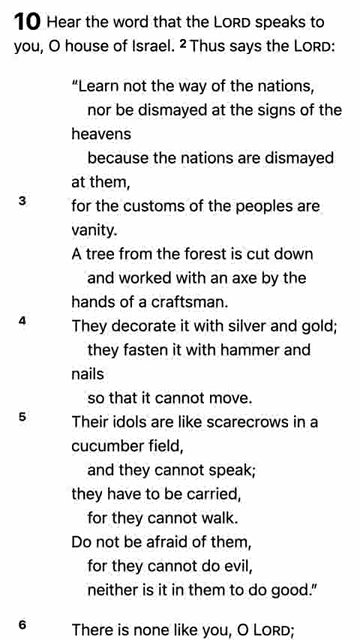 10 Hear the word that the LORD speaks to
you, O house of Israel. 2 Thus says the LORD:
“Learn not the way of the nations,
nor be dismayed at the signs of the
heavens
because the nations are dismayed
at them,
3 for the customs of the peoples are
vanity.
A tree from the forest is cut down
and worked with an axe by the
hands of a craftsman.
4 They decorate it with silver and gold;
they fasten it with hammer and
nails
so that it cannot move.
5 Their idols are like scarecrows in a
cucumber field,
and they cannot speak;
they have to be carried,
for they cannot walk.
Do not be afraid of them,
for they cannot do evil,
neither is it in them to do good.”
6 There is none like you, O LORD;